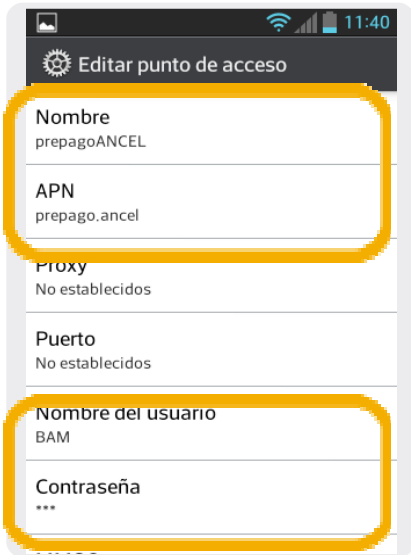 11:40
Editar punto de acceso
Nombre
prepagoANCEL
APN
prepago.ancel
Proxy
No establecidos
Puerto
No establecidos
Nombre del usuario
BAM
Contraseña
***